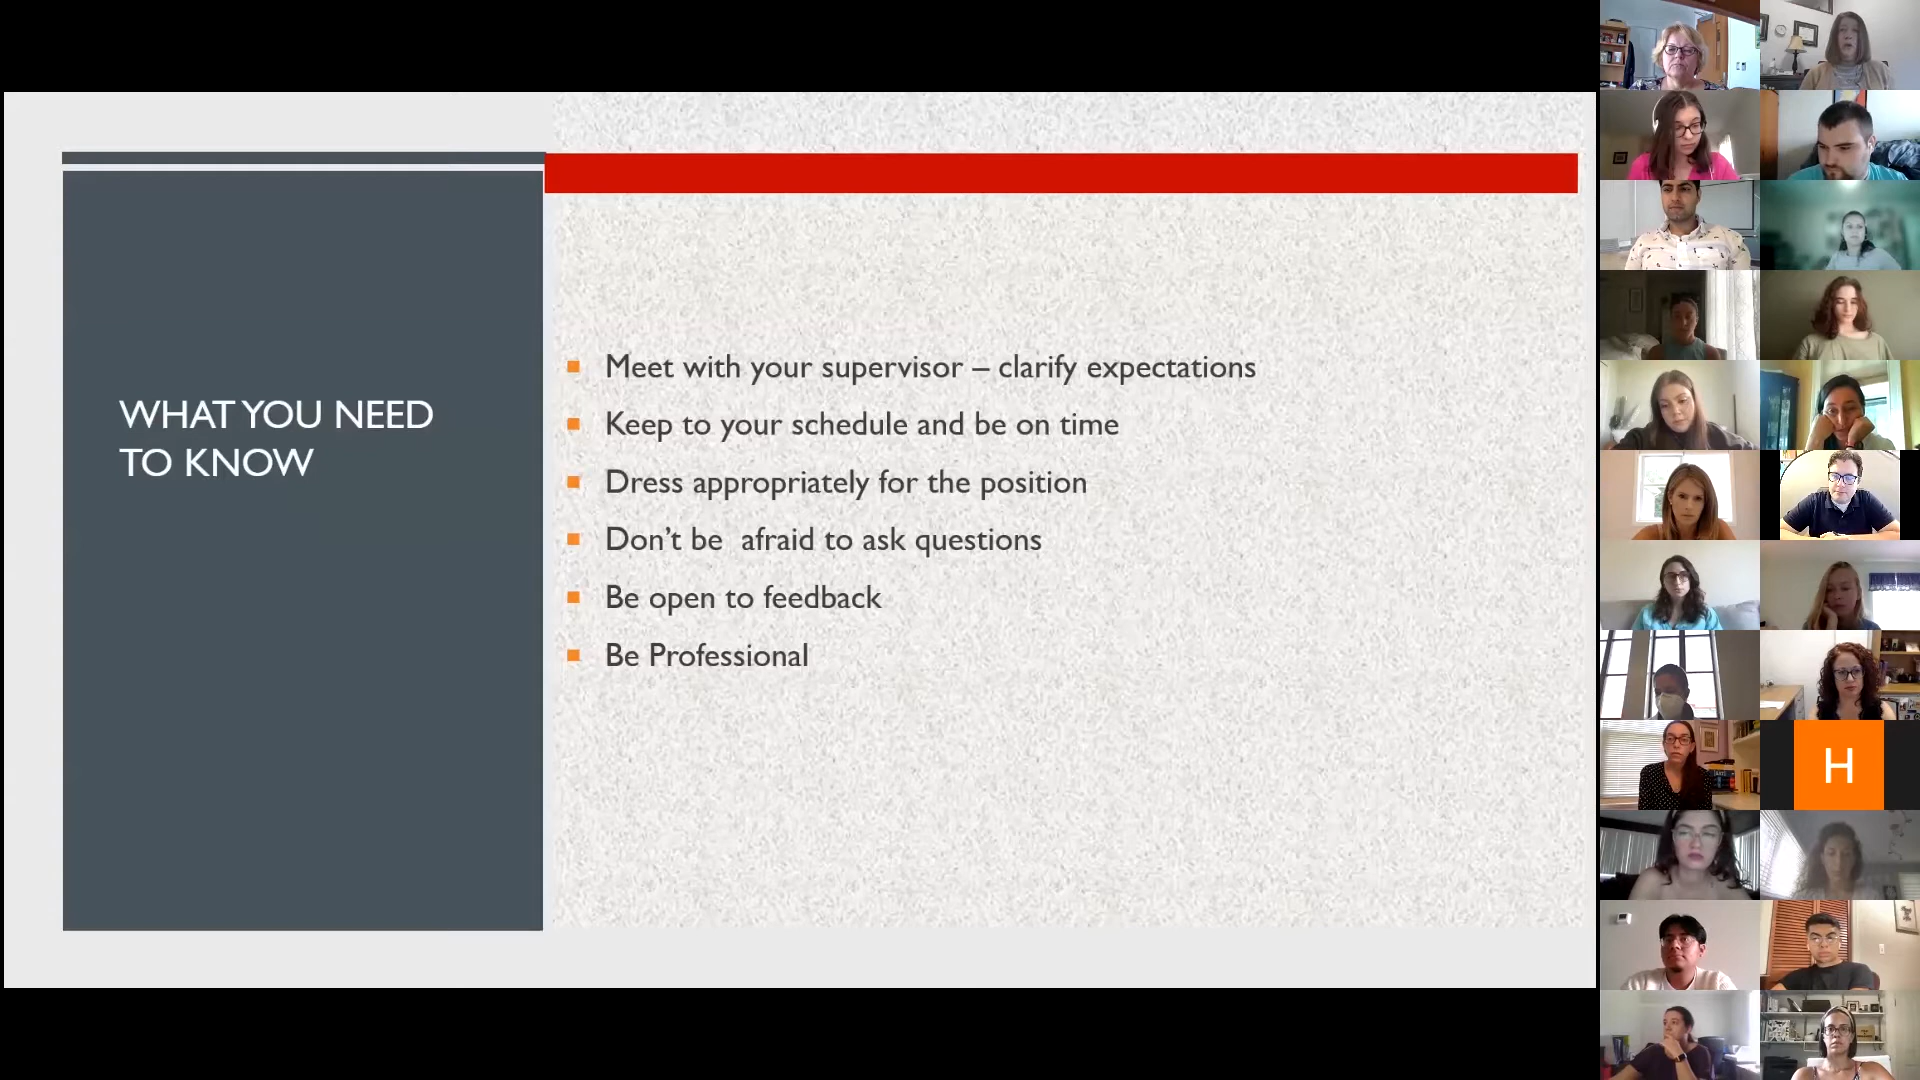 WHAT YOU NEED
TO KNOW
Meet with your supervisor – clarify expectations
Keep to your schedule and be on time
Dress appropriately for the position
Don’t be  afraid to ask questions
Be open to feedback
Be Professional
H